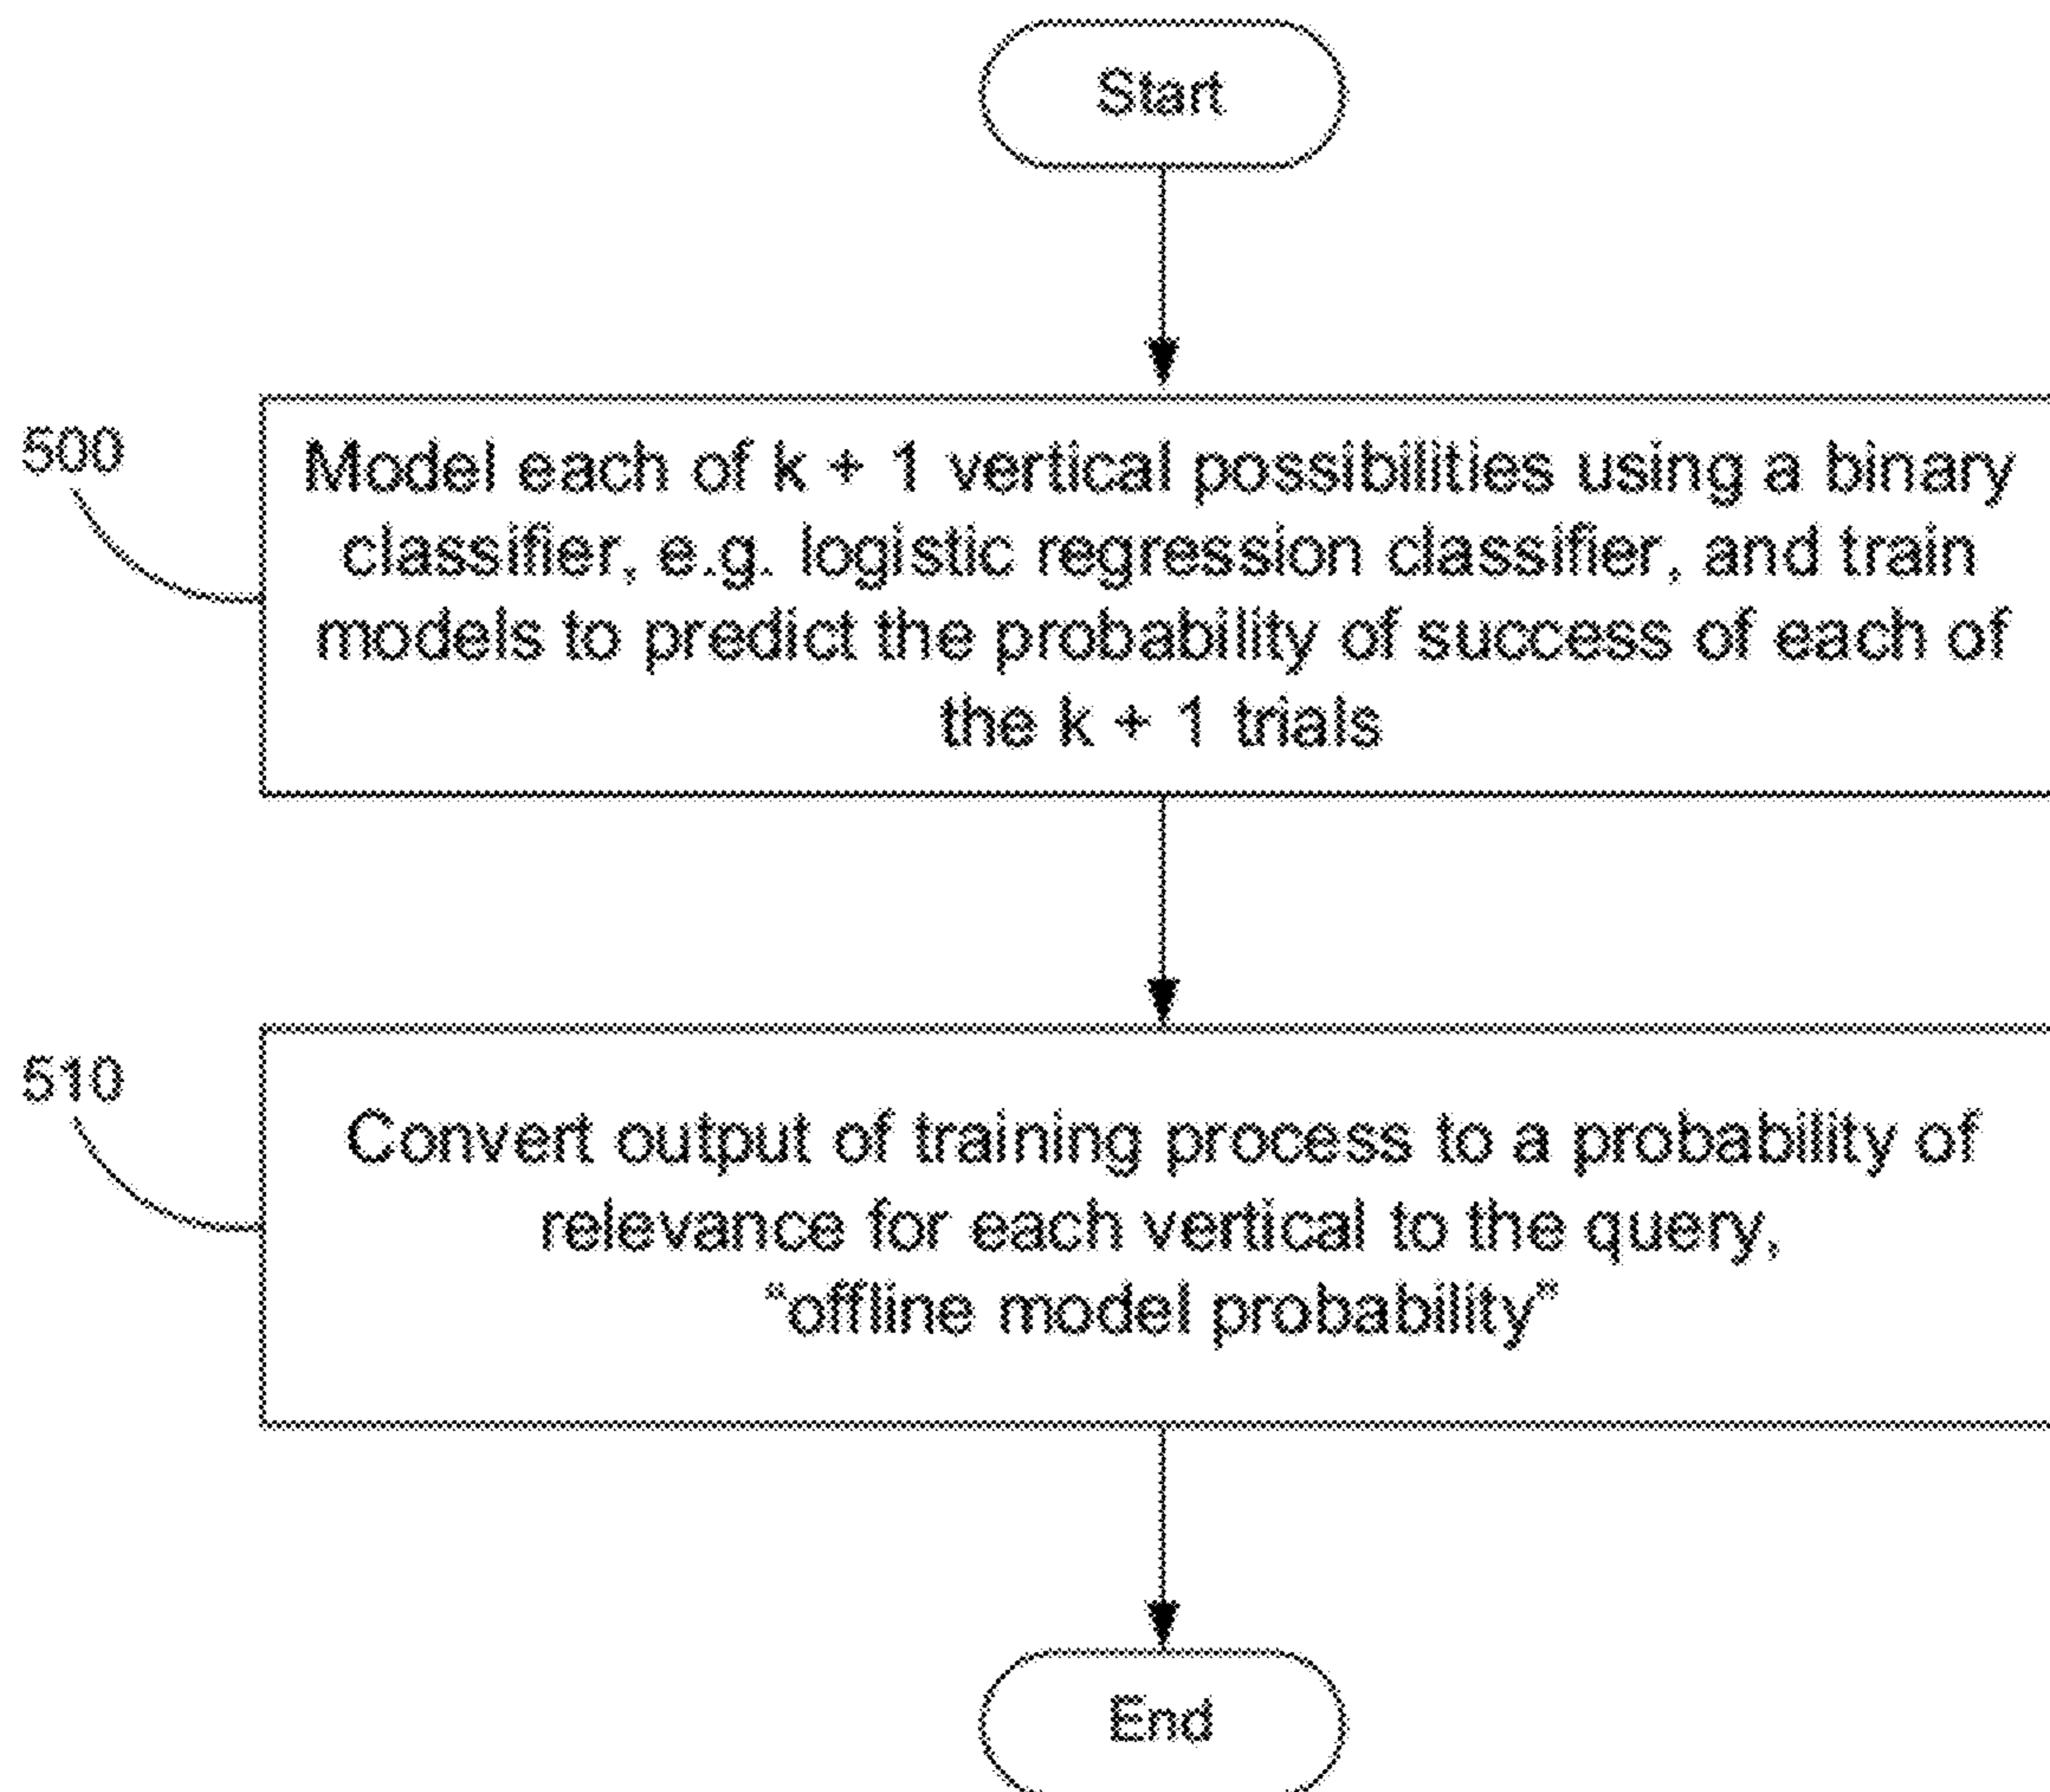 Start
500
Model each of k + 1 vertical possibilities using a binary
classifier, e.g. logistic regression classifier, and train
models to predict the probability of success of each of
the k + 1 trials
510
Convert output of training process to a probability of
relevance for each vertical to the query,
“offline model probability”
End